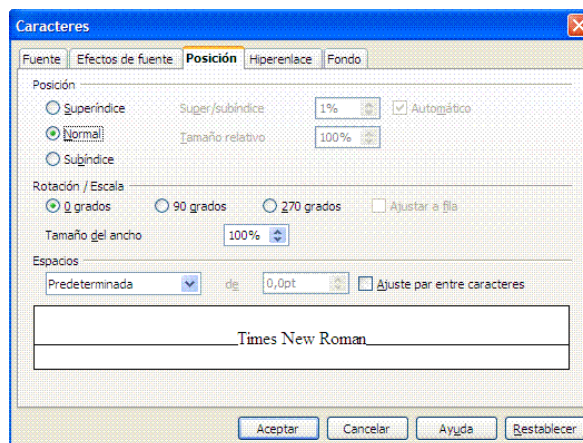 Caracteres
Fuente Efectos de fuente Posición Hiperenlace Fondo
Posición
Superíndice Super/subíndice 1% Automático
Normal Tamaño relativo 100%
Subíndice
Rotación / Escala
0 grados 90 grados 270 grados Ajustar a fila
Tamaño del ancho 100%
Espacios
Predeterminada de 0,0pt Ajuste par entre caracteres
Times New Roman
Aceptar Cancelar Ayuda Restablecer